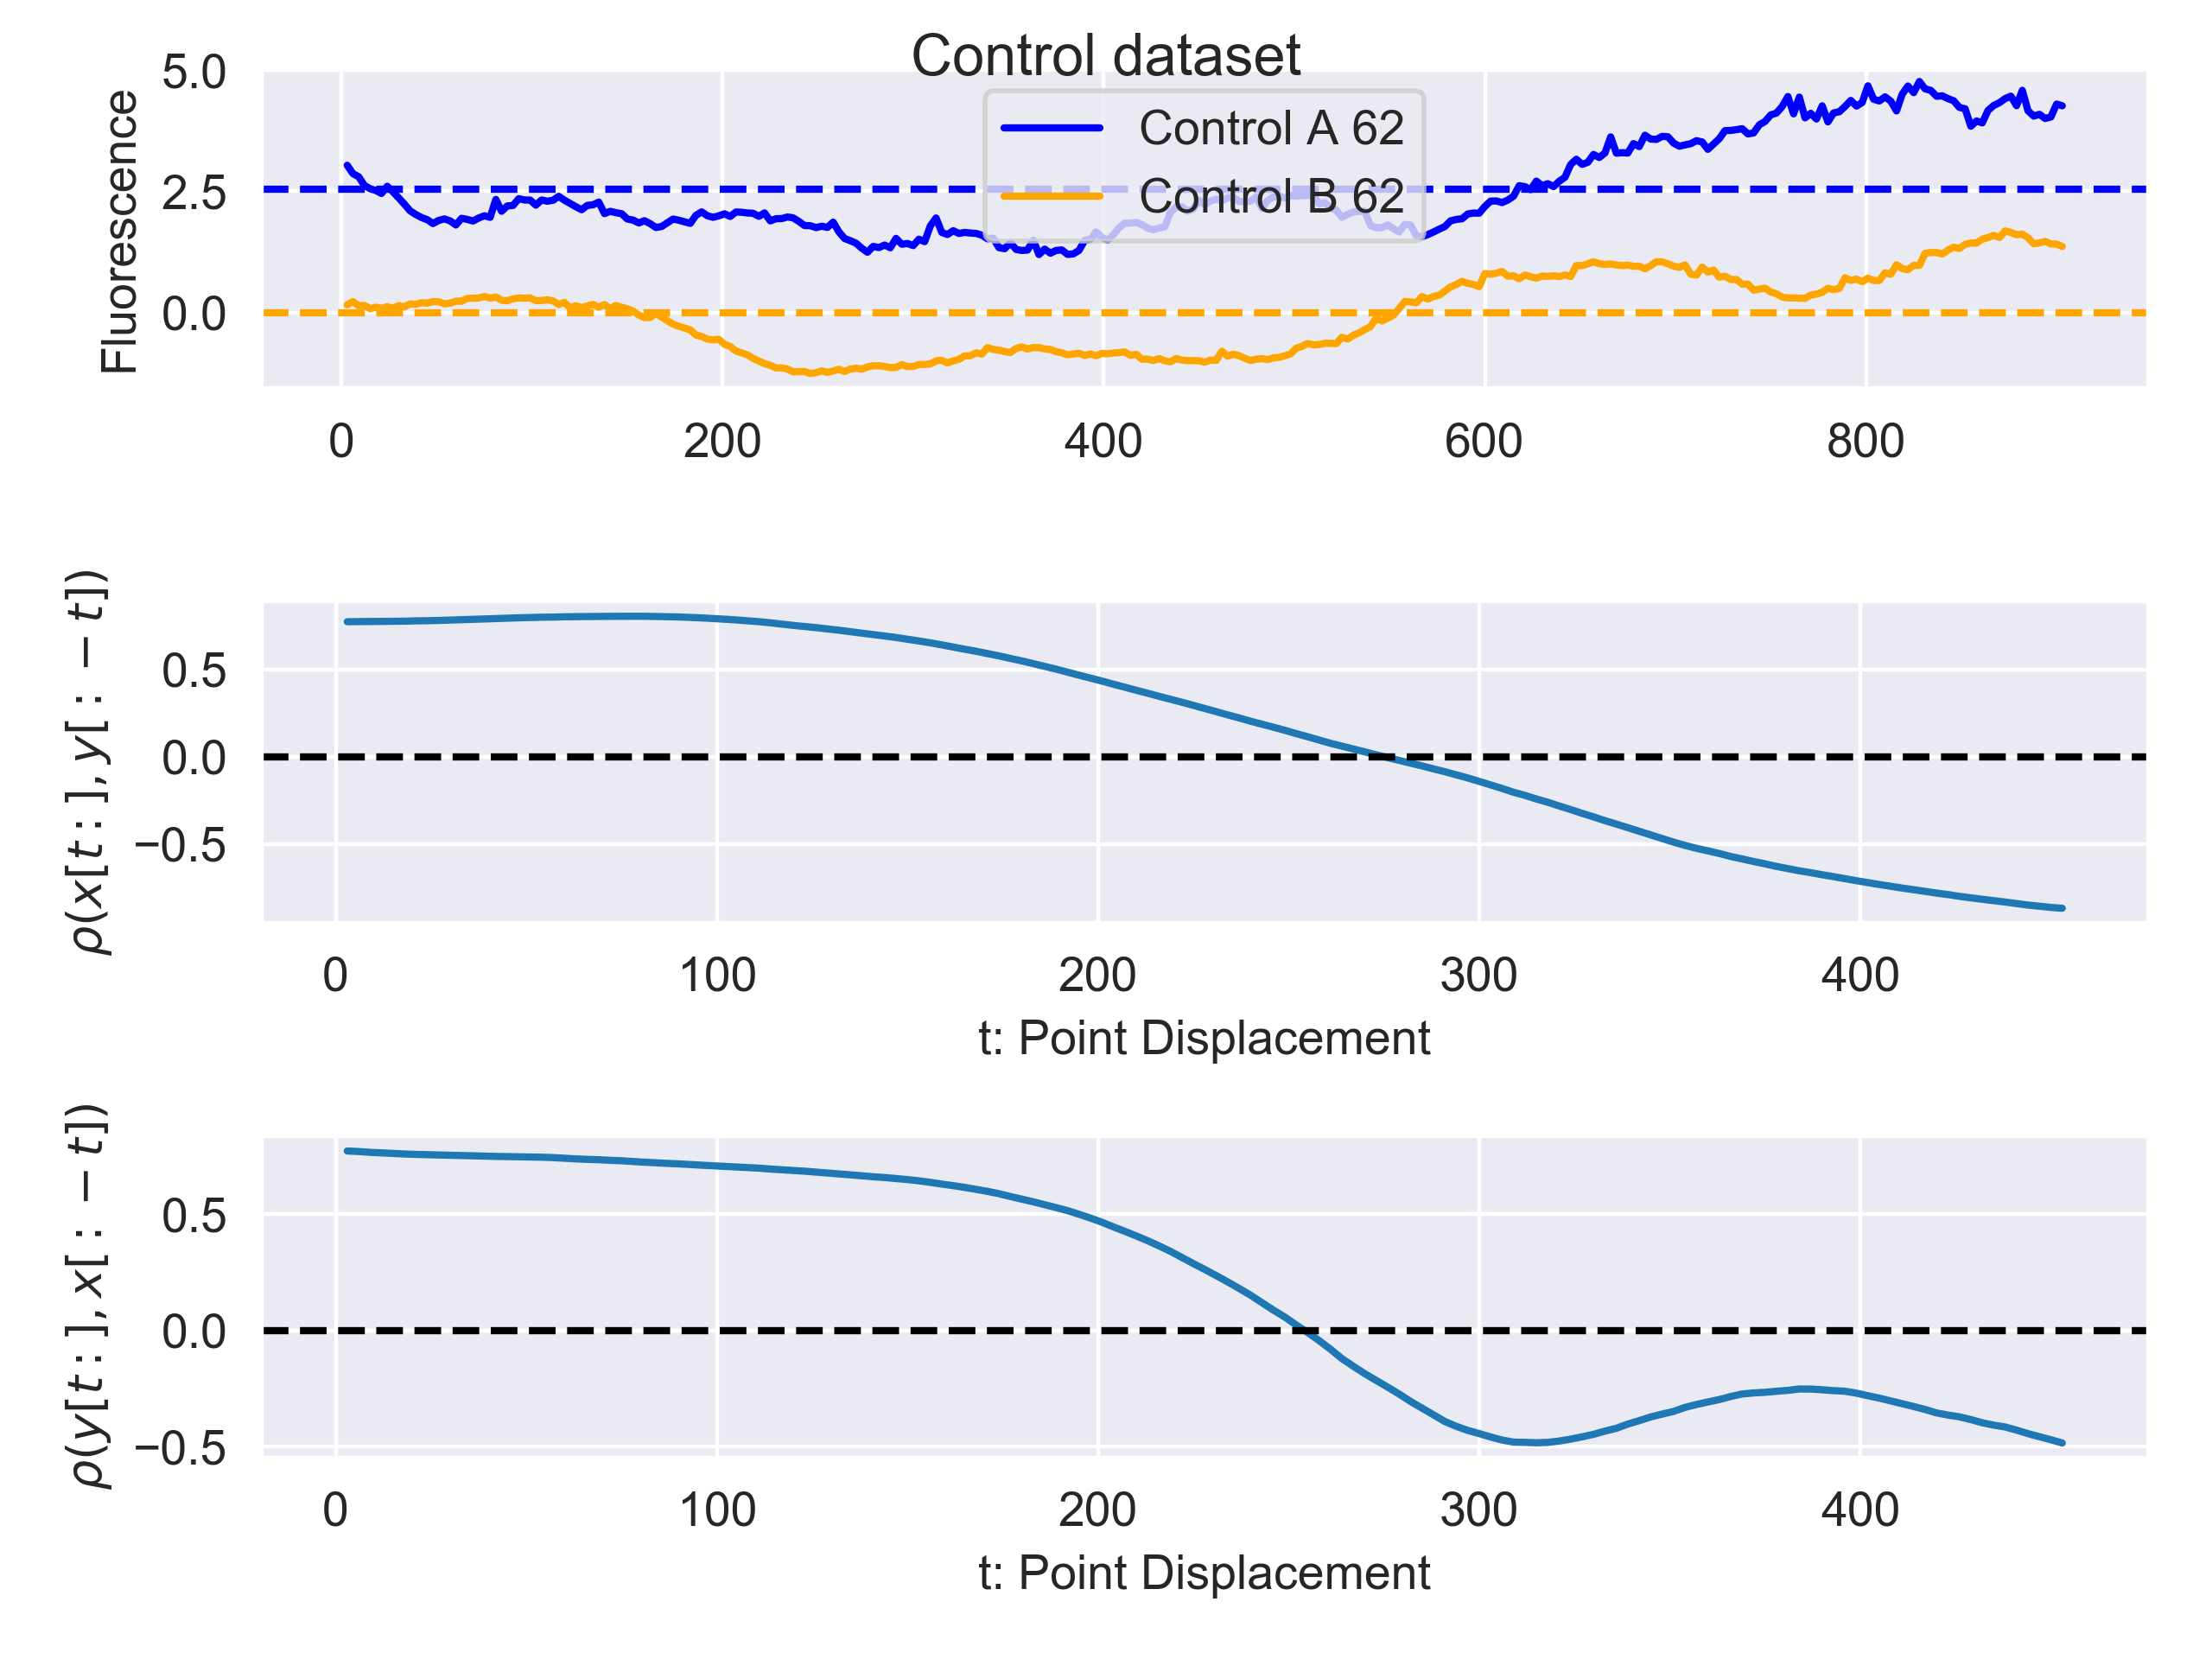 Control dataset
Fluorescence
5.0
2.5
0.0
Control A 62
Control B 62
0 200 400 600 800
ρ(x[t:], y[: − t])
0.5
0.0
−0.5
0 100 200 300 400
t: Point Displacement
ρ(y[t:], x[: − t])
0.5
0.0
−0.5
0 100 200 300 400
t: Point Displacement